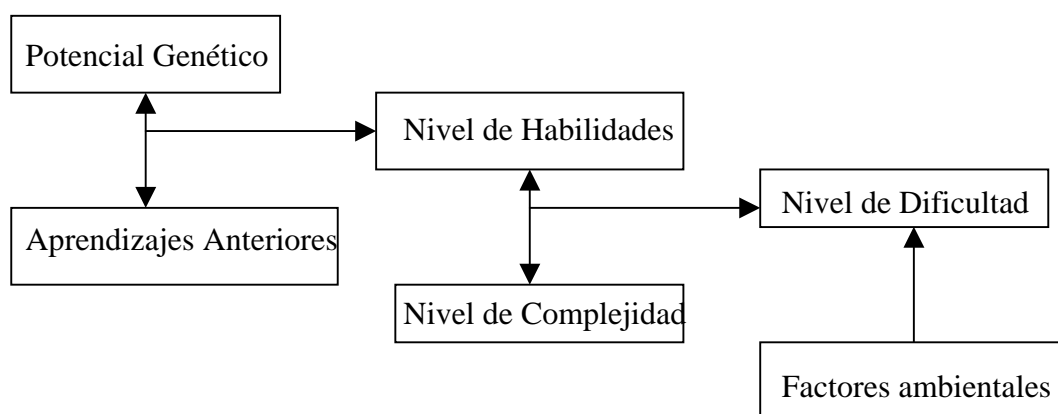 Potencial Genético
Nivel de Habilidades
Nivel de Dificultad
Aprendizajes Anteriores
Nivel de Complejidad
Factores ambientales